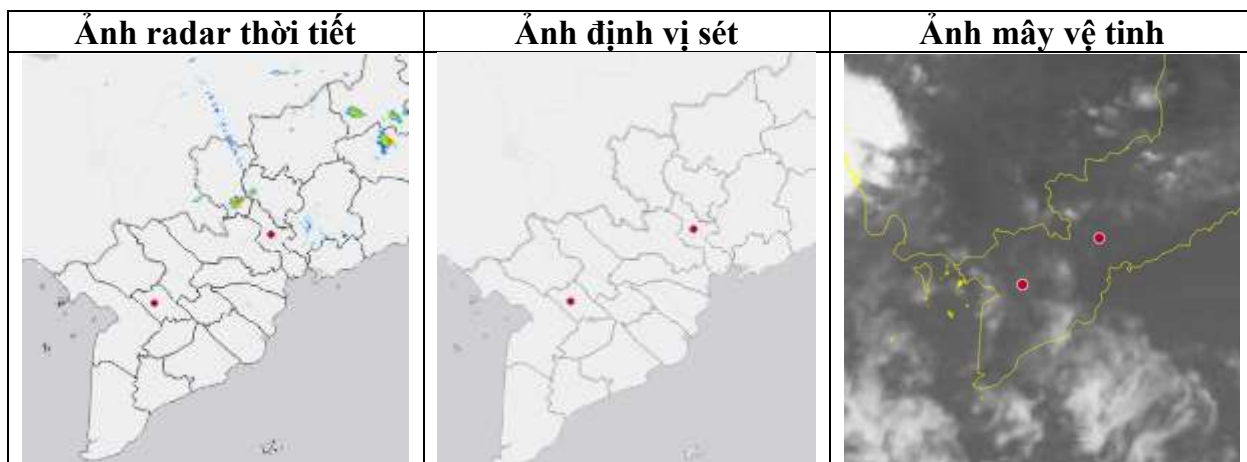 Ảnh radar thời tiết
Ảnh định vị sét
Ảnh mây vệ tinh